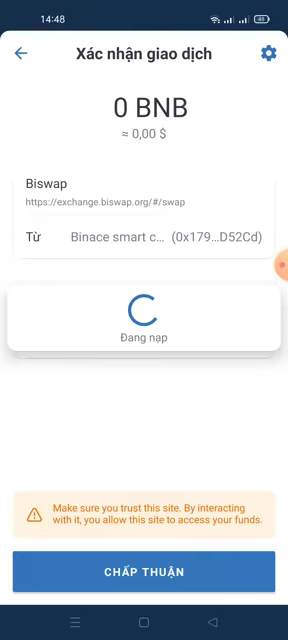 14:48
48
Xác nhận giao dịch
0 BNB
≈ 0,00 $
Biswap
https://exchange.biswap.org/#/swap
Từ Binace smart c... (0x179...D52Cd)
Đang nạp
Make sure you trust this site. By interacting
with it, you allow this site to access your funds.
CHẤP THUẬN